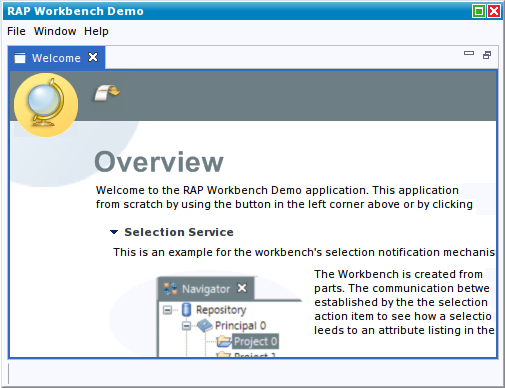 RAP Workbench Demo
File Window Help
Welcome
Overview
Welcome to the RAP Workbench Demo application. This application
from scratch by using the button in the left corner above or by clicking
Selection Service
This is an example for the workbench's selection notification mechanis
The Workbench is created from
parts. The communication betwe
established by the the selection
action item to see how a selectio
leeds to an attribute listing in the
Navigator
Repository
Principal 0
Project 0
Project 1